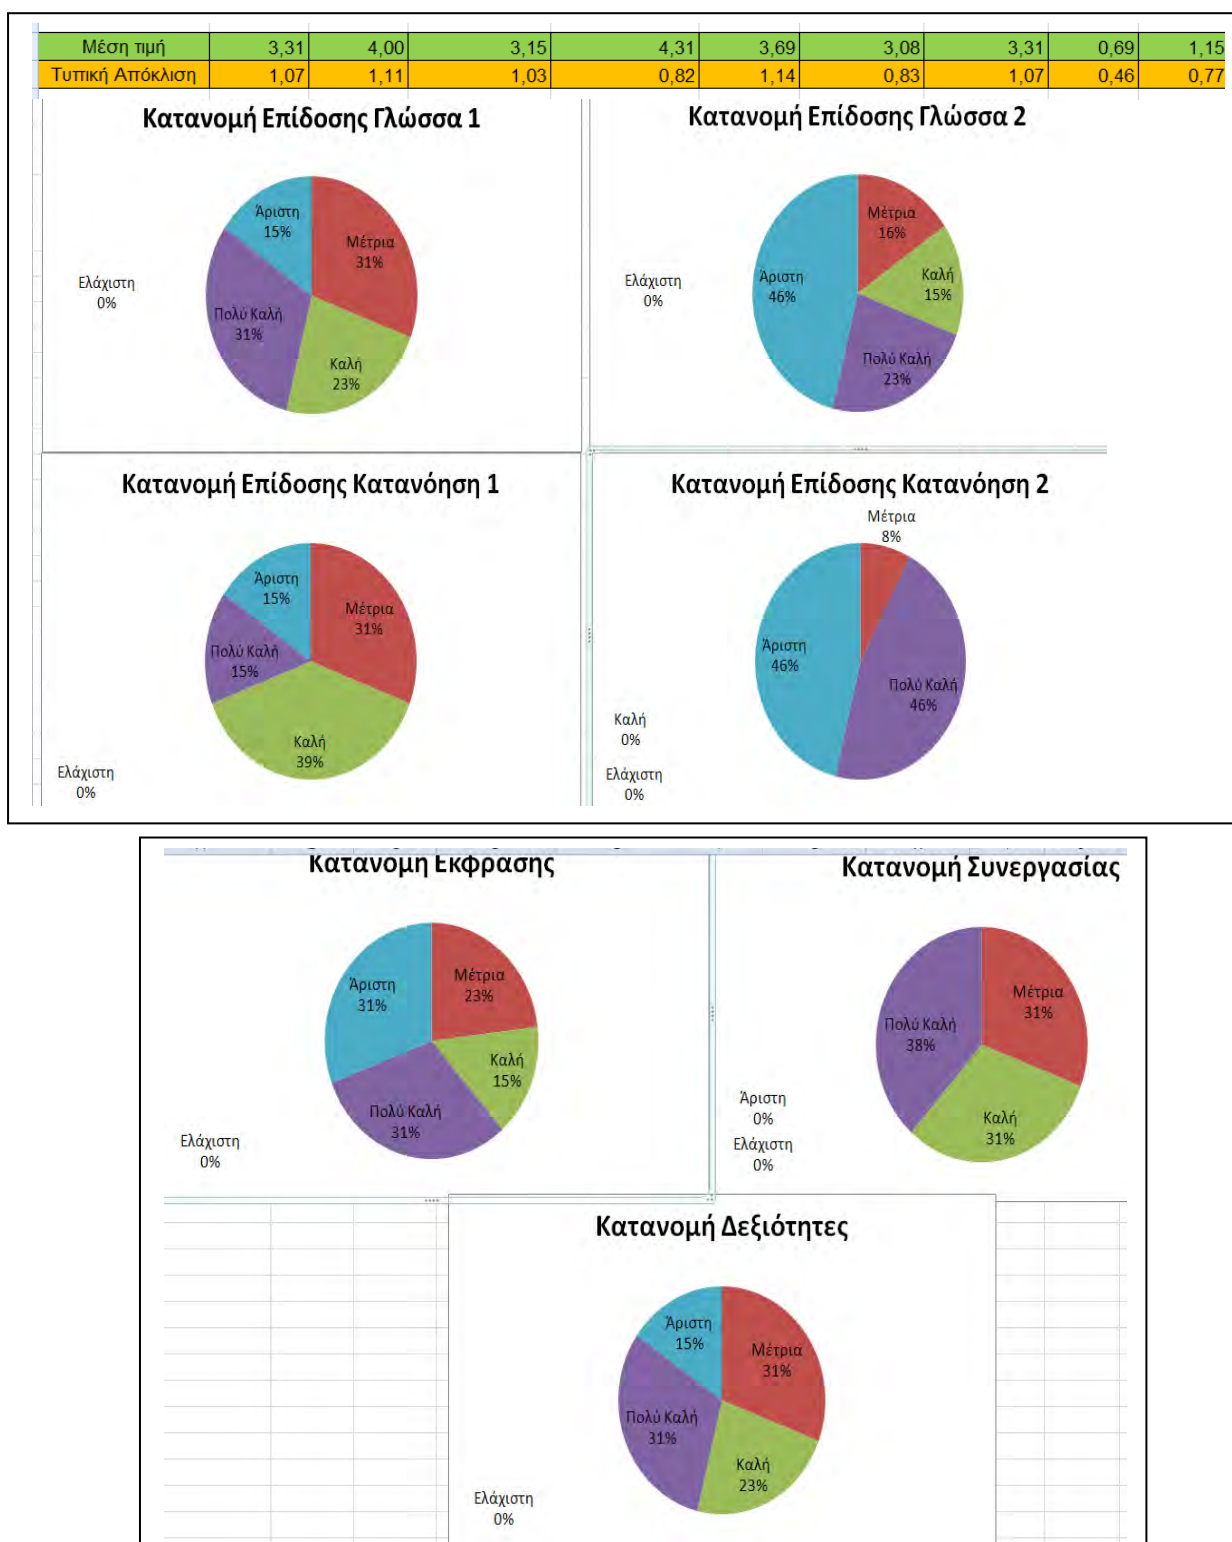 Μέση τιμή 3,31 4,00 3,15 4,31 3,69 3,08 3,31 0,69 1,15
Τυπική Απόκλιση 1,07 1,11 1,03 0,82 1,14 0,83 1,07 0,46 0,77
Κατανομή Επίδοσης Γλώσσα 1
Άριστη
15%
Μέτρια
31%
Ελάχιστη
0%
Πολύ Καλή
31%
Καλή
23%
Κατανομή Επίδοσης Γλώσσα 2
Μέτρια
16%
Ελάχιστη
0%
Άριστη
46%
Καλή
15%
Πολύ Καλή
23%
Κατανομή Επίδοσης Κατανόηση 1
Άριστη
15%
Μέτρια
31%
Πολύ Καλή
15%
Καλή
39%
Ελάχιστη
0%
Κατανομή Επίδοσης Κατανόηση 2
Μέτρια
8%
Άριστη
46%
Πολύ Καλή
46%
Καλή
0%
Ελάχιστη
0%
Κατανομή Έκφρασης
Άριστη
31%
Μέτρια
23%
Καλή
15%
Πολύ Καλή
31%
Ελάχιστη
0%
Κατανομή Συνεργασίας
Μέτρια
31%
Πολύ Καλή
38%
Άριστη
0%
Καλή
31%
Ελάχιστη
0%
Κατανομή Δεξιότητες
Άριστη
15%
Μέτρια
31%
Πολύ Καλή
31%
Καλή
23%
Ελάχιστη
0%